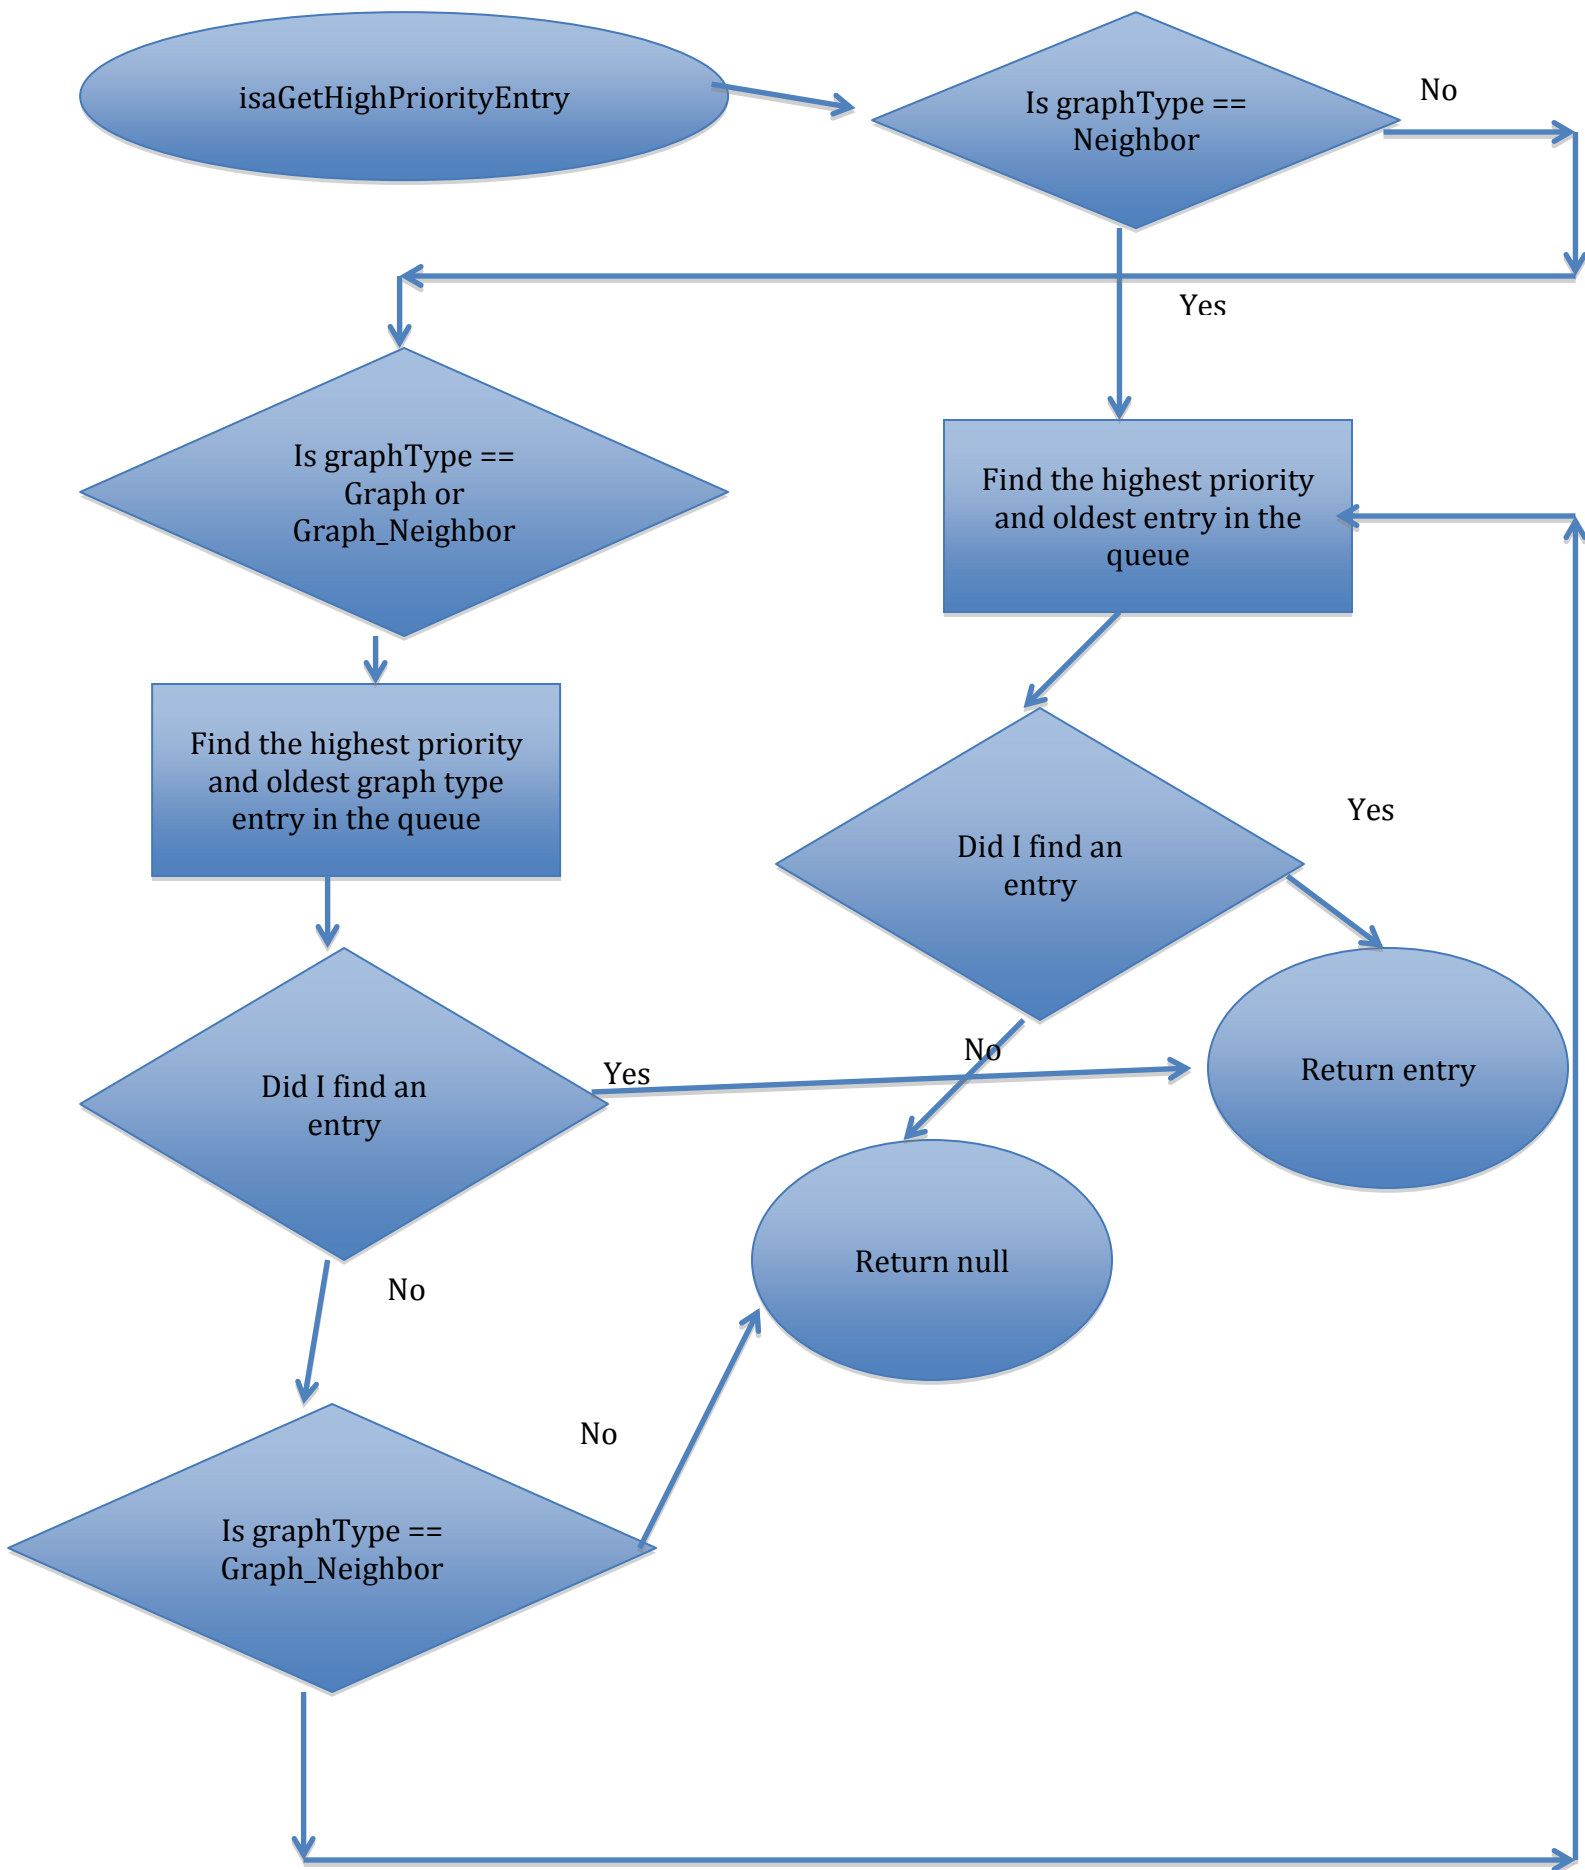 isaGetHighPriorityEntry
Is graphType ==
Neighbor
No
Yes
Is graphType ==
Graph or
Graph_Neighbor
Find the highest priority
and oldest entry in the
queue
Find the highest priority
and oldest graph type
entry in the queue
Yes
Did I find an
entry
No
Return entry
Did I find an
entry
Yes
Return null
No
No
Is graphType ==
Graph_Neighbor